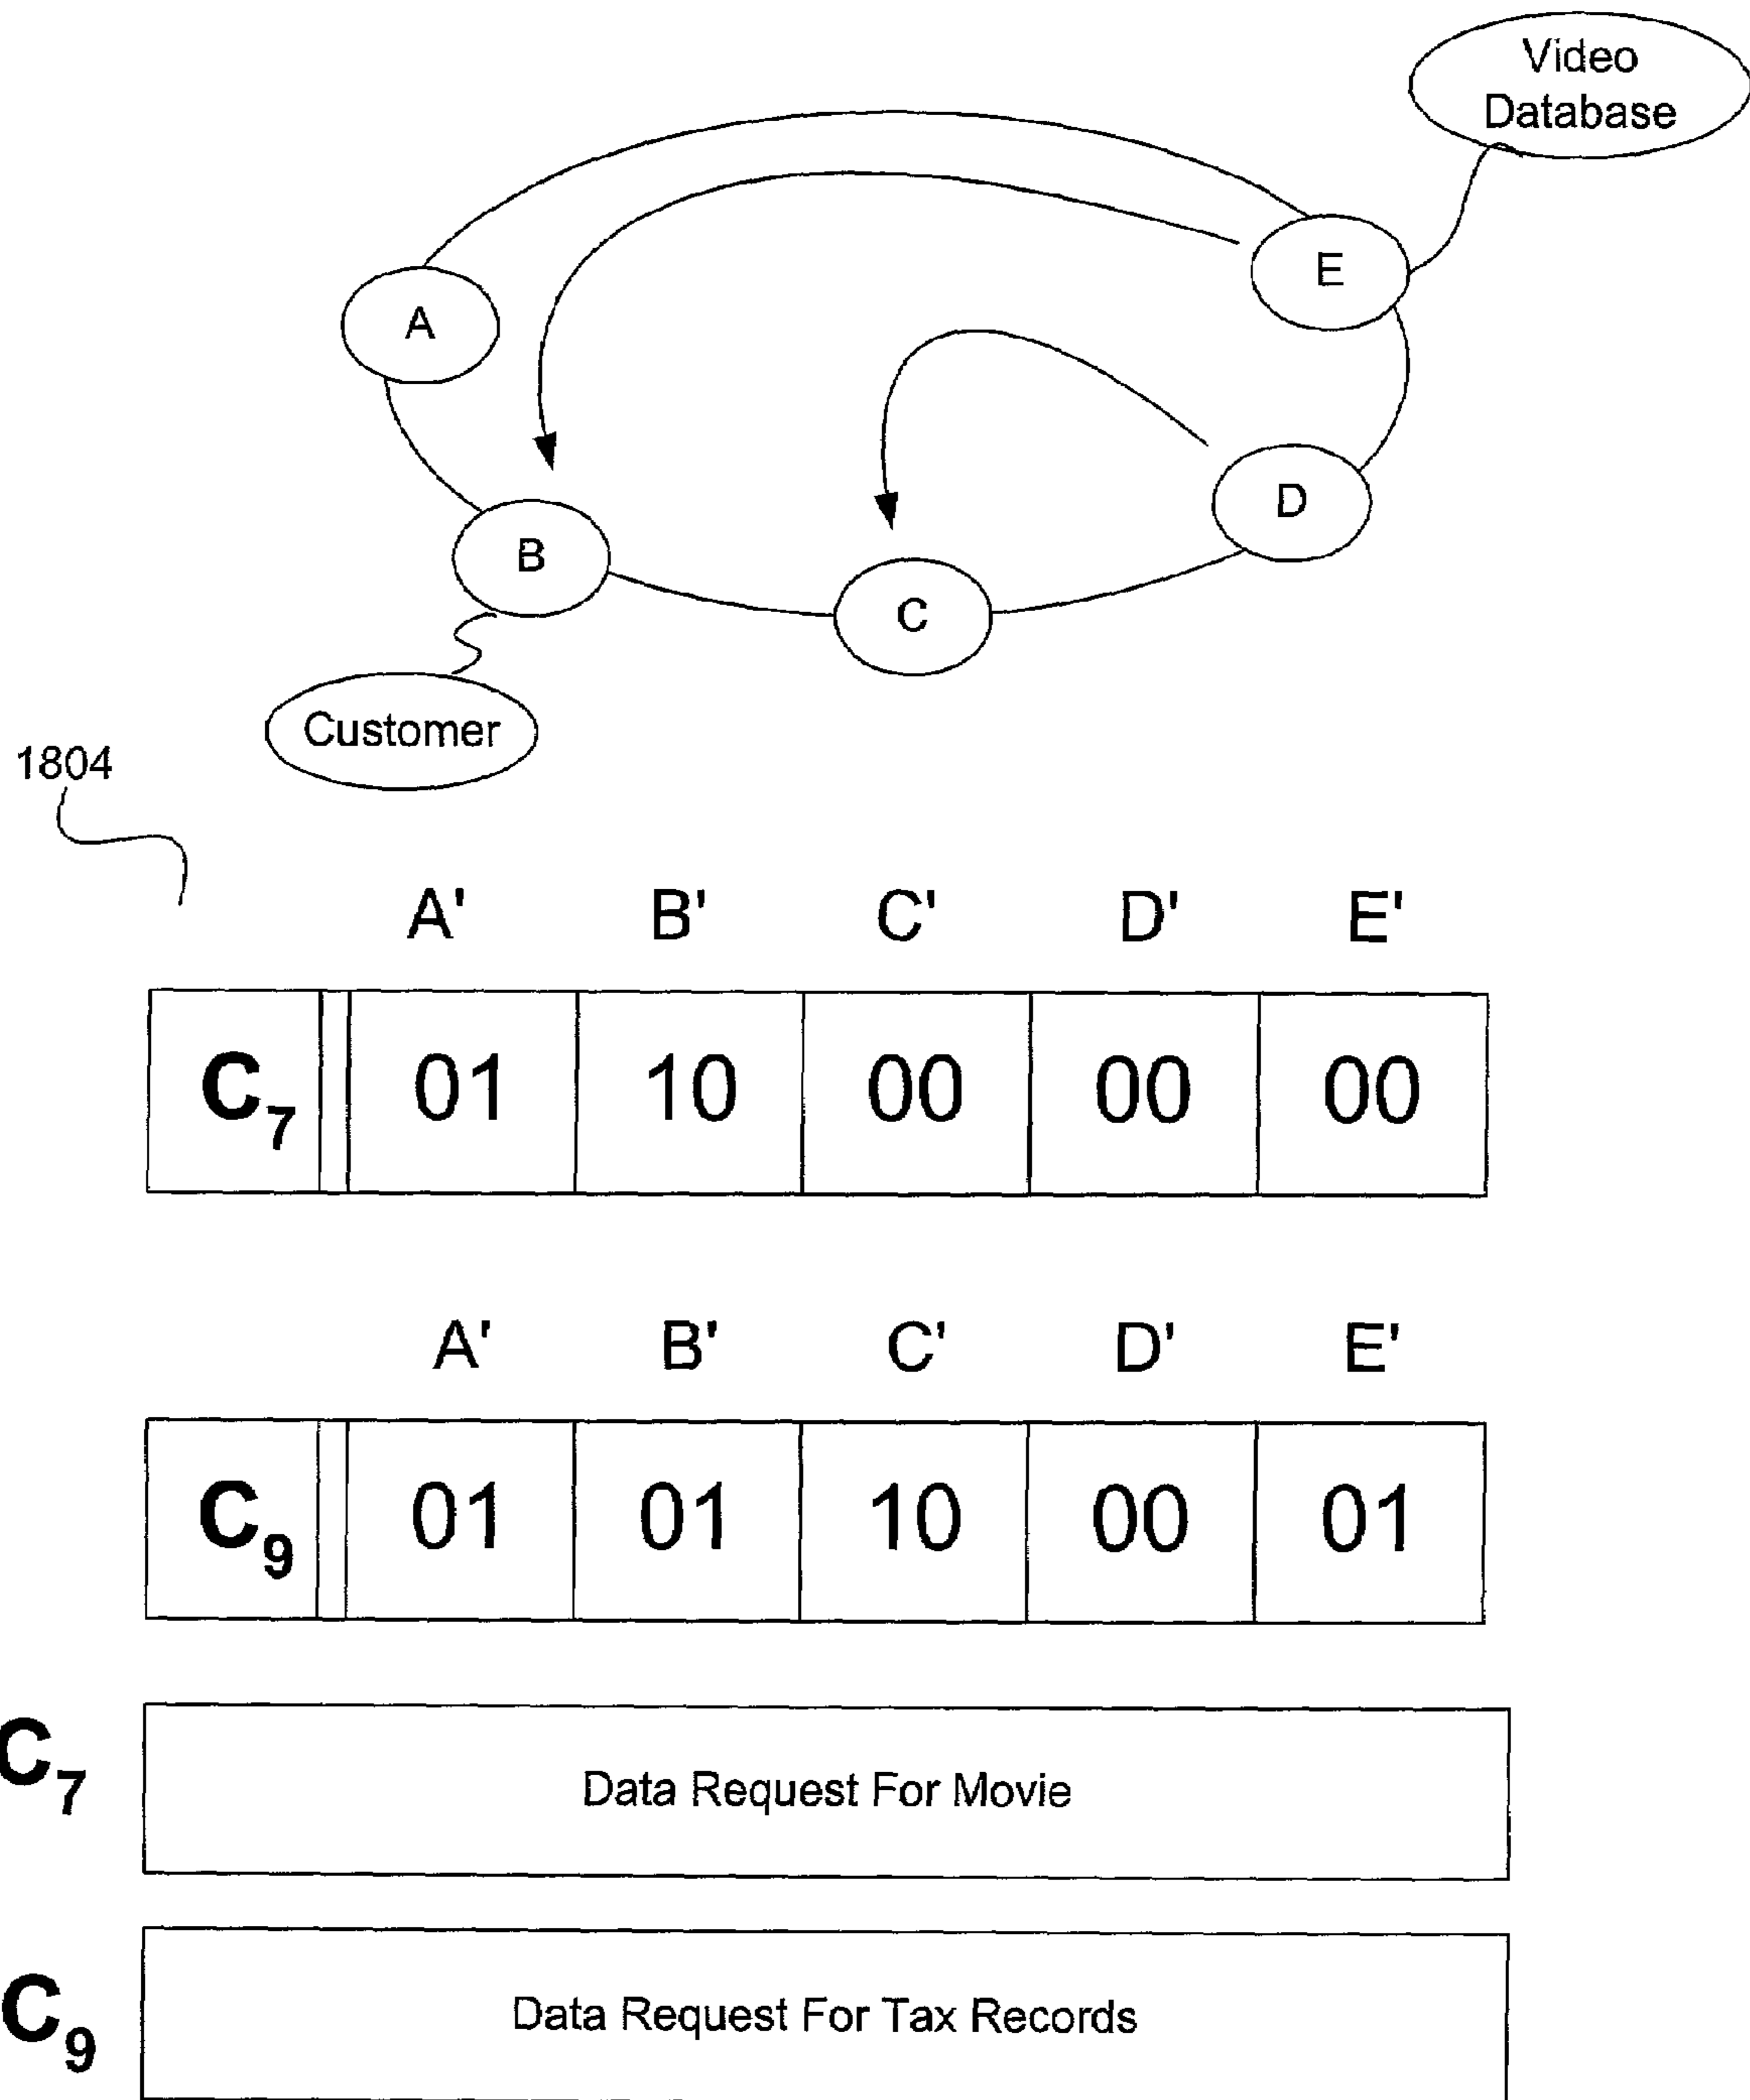 Video
Database
E
A
D
B
C
Customer
1804
A' B' C' D' E'
C7 01 10 00 00 00
A' B' C' D' E'
C9 01 01 10 00 01
C7 Data Request For Movie
C9 Data Request For Tax Records